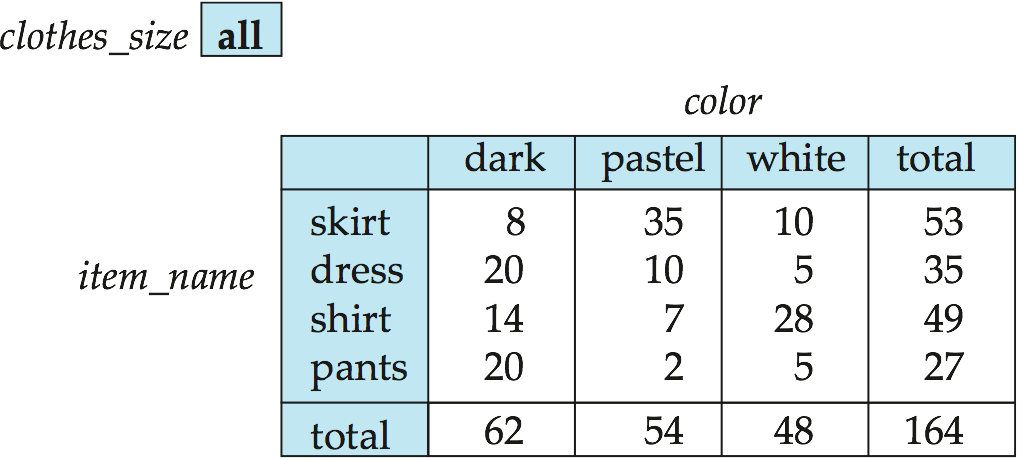 clothes_size all
color
dark pastel white total
skirt 8 35 10 53
item_name
dress 20 10 5 35
shirt 14 7 28 49
pants 20 2 5 27
total 62 54 48 164